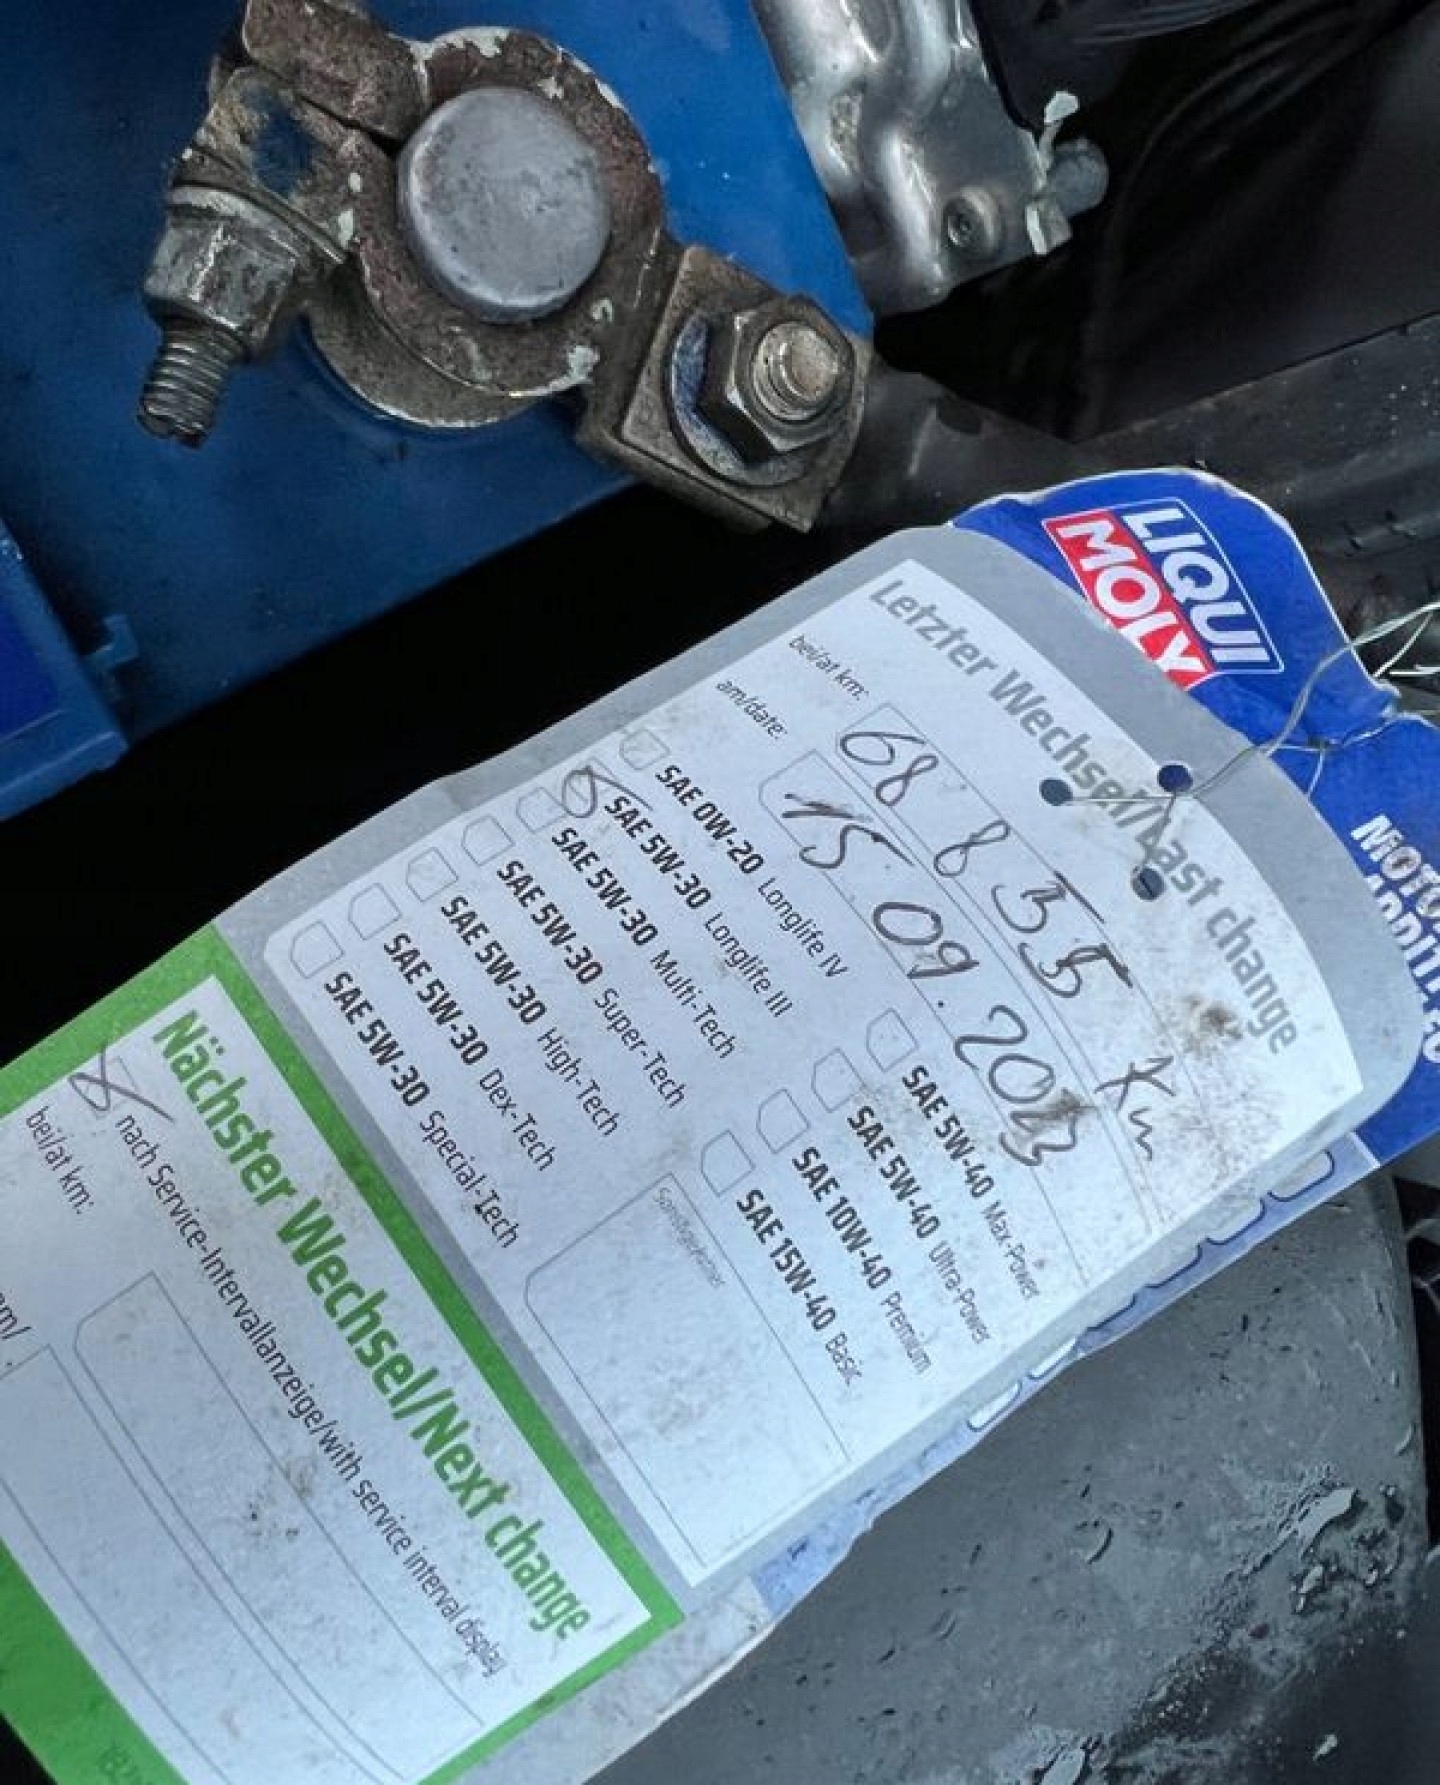 LIQUI
MOLY
Letzter Wechsel/Last change
bei/at km: 68 855 Km
am/date: 15.09.2023
SAE 0W-20 Longlife IV
SAE 5W-30 Longlife III
SAE 5W-30 Multi-Tech
SAE 5W-30 Super-Tech
SAE 5W-30 High-Tech
SAE 5W-30 Dex-Tech
SAE 5W-30 Special-Tech
SAE 5W-40 Max-Power
SAE 5W-40 Ultra-Power
SAE 10W-40 Premium
SAE 15W-40 Basic
Nächster Wechsel/Next change
nach Service-Intervallanzeige/with service interval display
bei/at km: